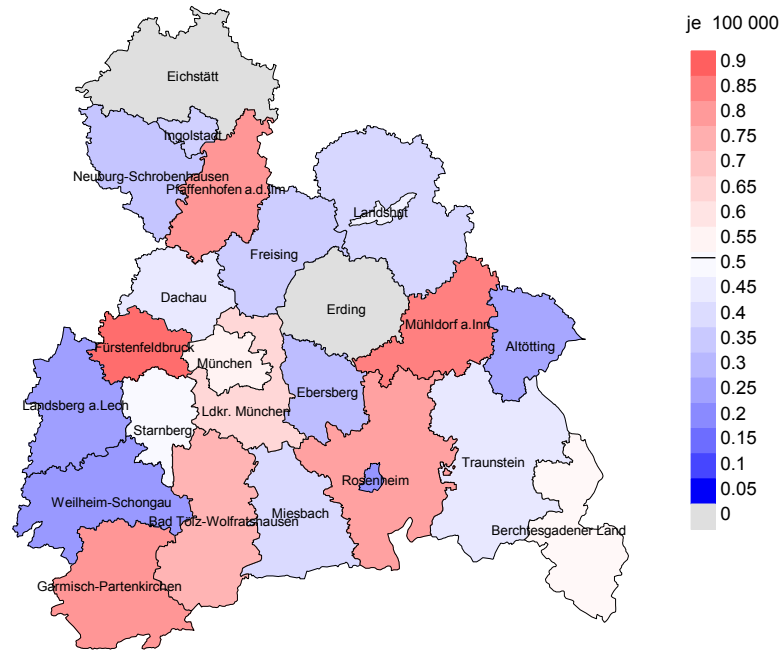 je 100 000
0.9
0.85
0.8
0.75
0.7
0.65
0.6
0.55
0.5
0.45
0.4
0.35
0.3
0.25
0.2
0.15
0.1
0.05
0
Eichstätt
Ingolstadt
Neuburg-Schrobenhausen
Pfaffenhofen a.d.Ilm
Landshut
Freising
Dachau
Erding
Mühldorf a.Inn
Fürstenfeldbruck
Altötting
München
Ebersberg
Landsberg a.Lech
Ldkr. München
Starnberg
Traunstein
Rosenheim
Weilheim-Schongau
Miesbach
Bad Tölz-Wolfratshausen
Berchtesgadener Land
Garmisch-Partenkirchen